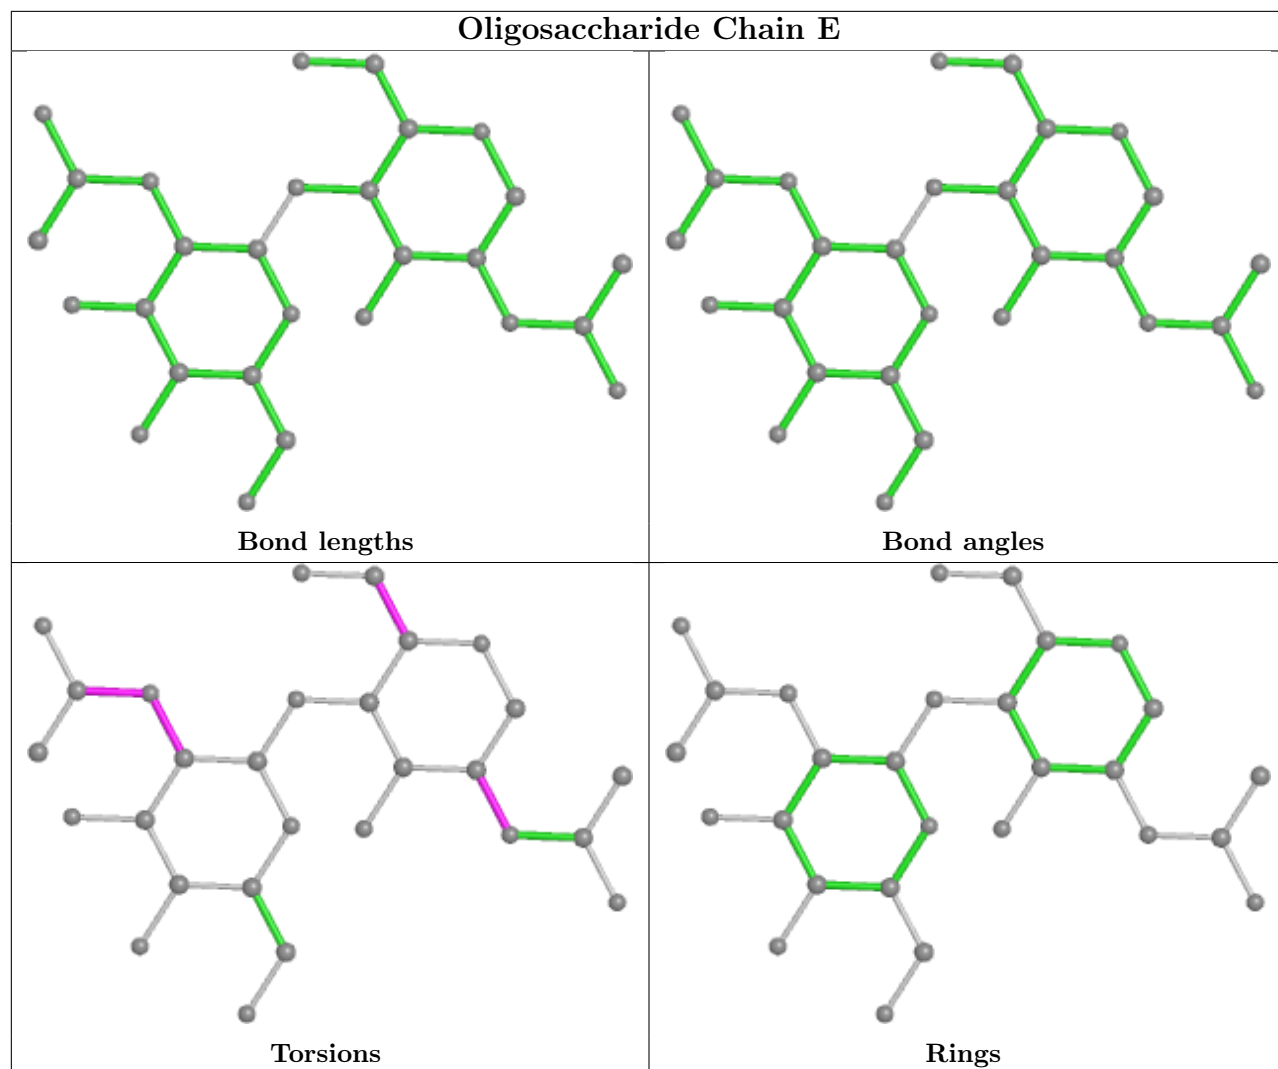 Oligosaccharide Chain E
Bond lengths
Bond angles
Torsions
Rings